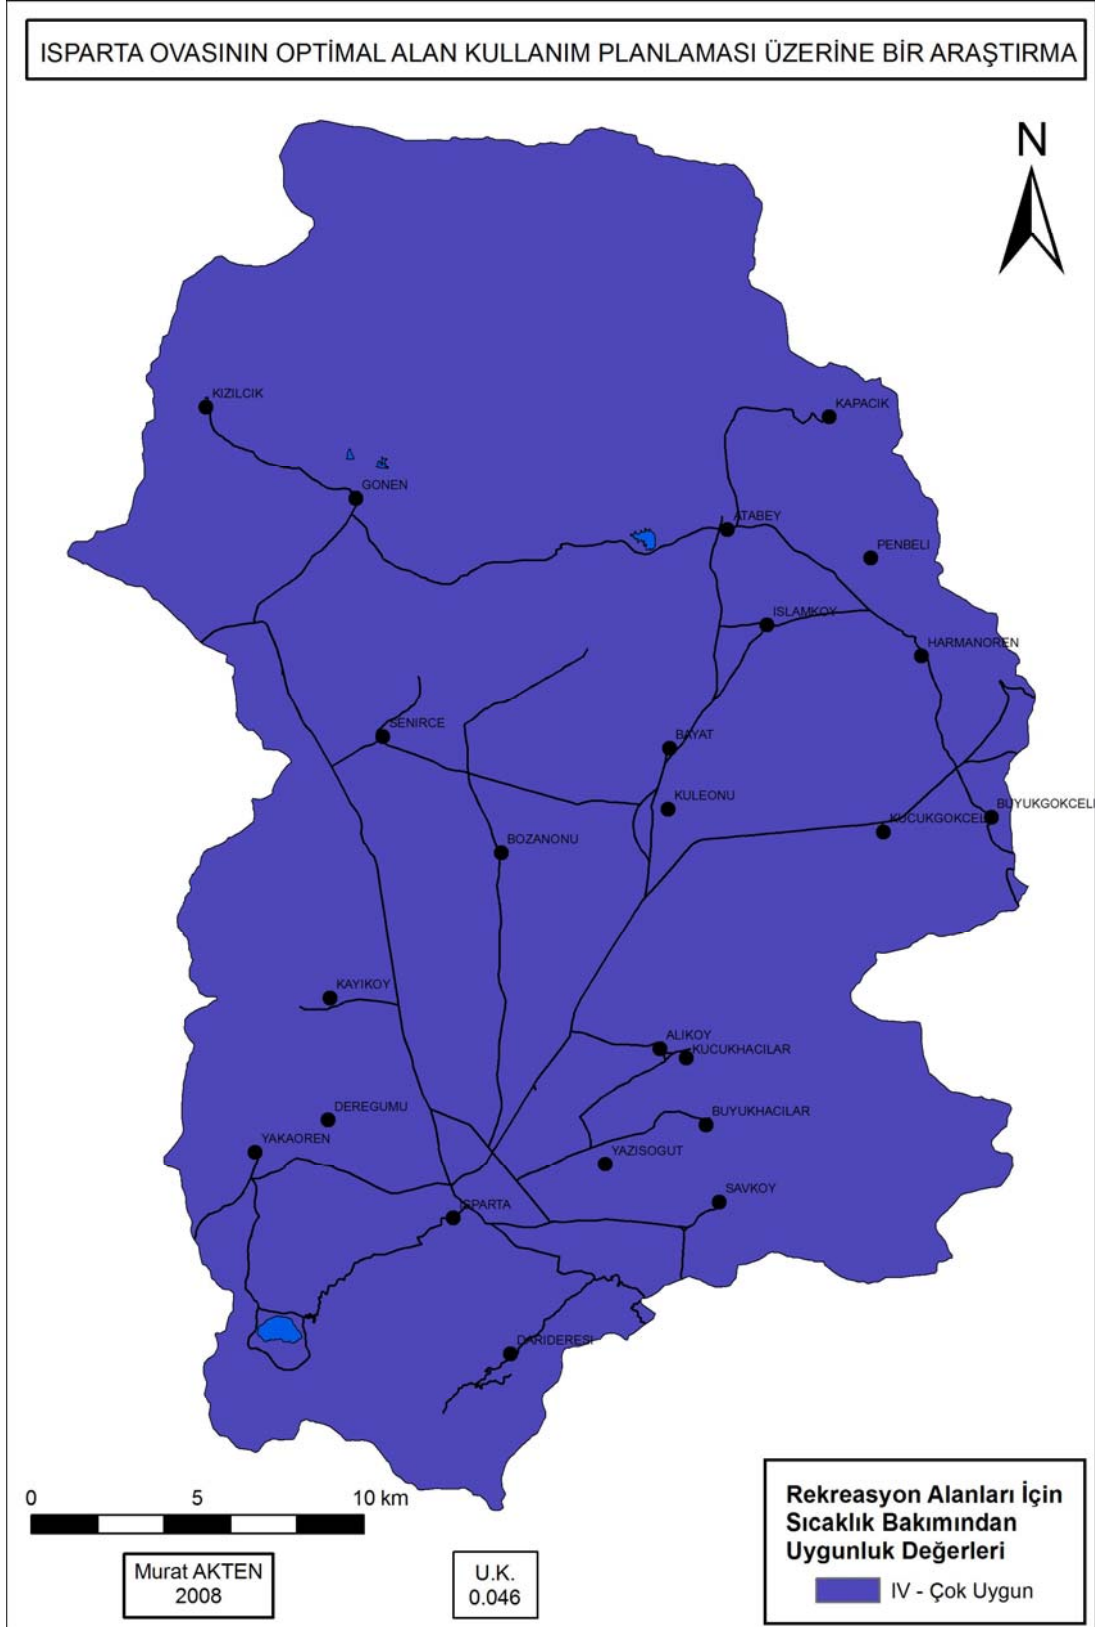 ISPARTA OVASININ OPTİMAL ALAN KULLANIM PLANLAMASI ÜZERİNE BİR ARAŞTIRMA
N
KIZILCIK
KAPACIK
GONEN
ATABEY
PENBELI
ISLAMKOY
HARMANOREN
SENIRCE
BAYAT
KULEONU
BUYUKGOKCELI
KUCUKGOKCELI
BOZANONU
KAYIKOY
ALIKOY
KUCUKHACILAR
DEREGUMU
BUYUKHACILAR
YAKAOREN
YAZISOGUT
SAVKOY
ISPARTA
DARIDERESI
0 5 10 km
Murat AKTEN
2008
U.K.
0.046
Rekreasyon Alanları İçin
Sıcaklık Bakımından
Uygunluk Değerleri
IV - Çok Uygun